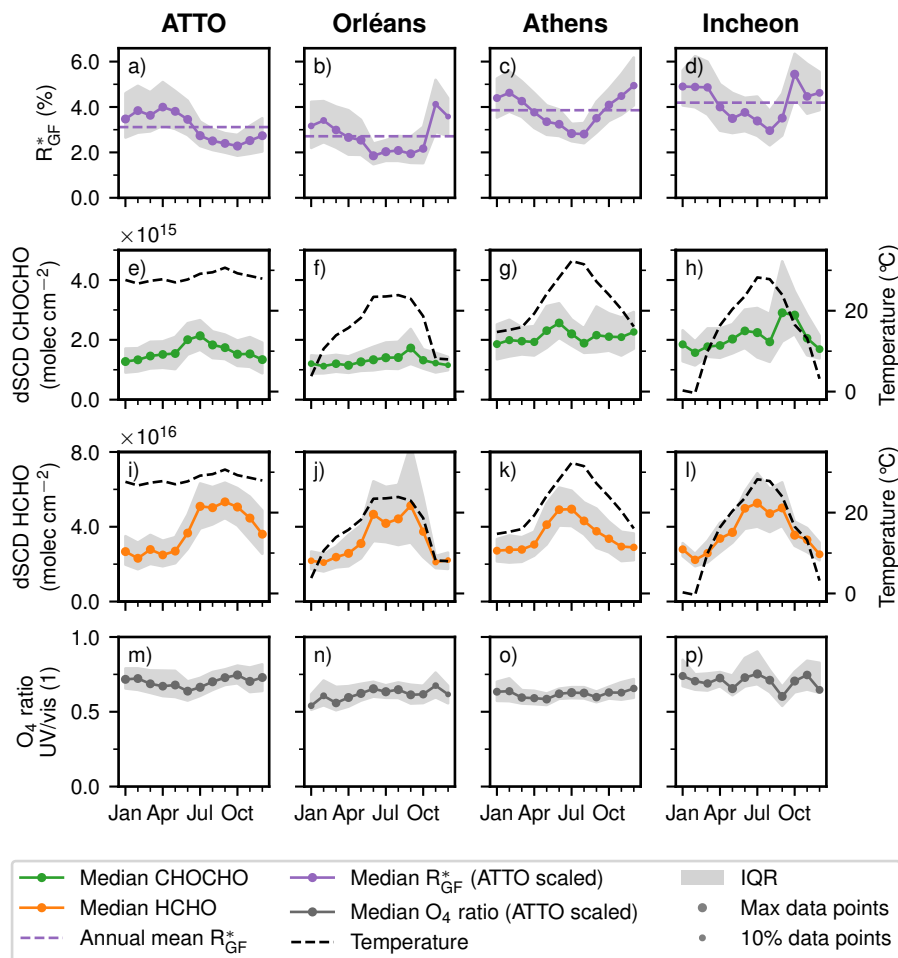 ATTO Orléans Athens Incheon
a) b) c) d)
6.0
4.0
2.0
0.0
R*GF (%)
×10^15
e) f) g) h)
4.0
2.0
0.0
dSCD CHOCHO
(molec cm−2)
20
0
Temperature (°C)
×10^16
i) j) k) l)
8.0
4.0
0.0
dSCD HCHO
(molec cm−2)
20
0
Temperature (°C)
m) n) o) p)
1.0
0.5
0.0
O4 ratio
UV/vis (1)
Jan Apr Jul Oct Jan Apr Jul Oct Jan Apr Jul Oct Jan Apr Jul Oct
Median CHOCHO Median R*GF (ATTO scaled) IQR
Median HCHO Median O4 ratio (ATTO scaled) Max data points
Annual mean R*GF Temperature 10% data points